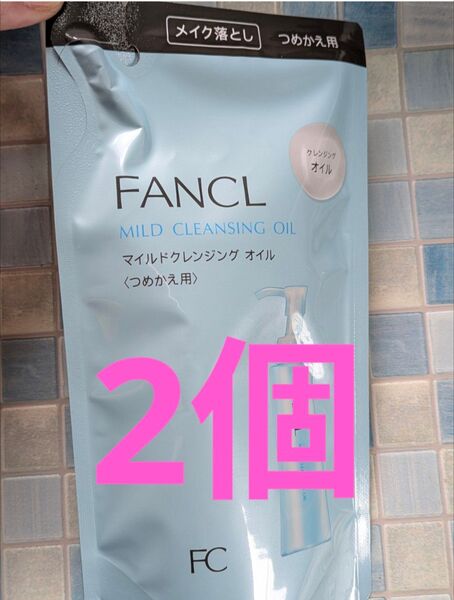 メイク落とし つめかえ用
クレンジング
オイル
FANCL
MILD CLEANSING OIL
マイルドクレンジング オイル
〈つめかえ用〉
2個
FC